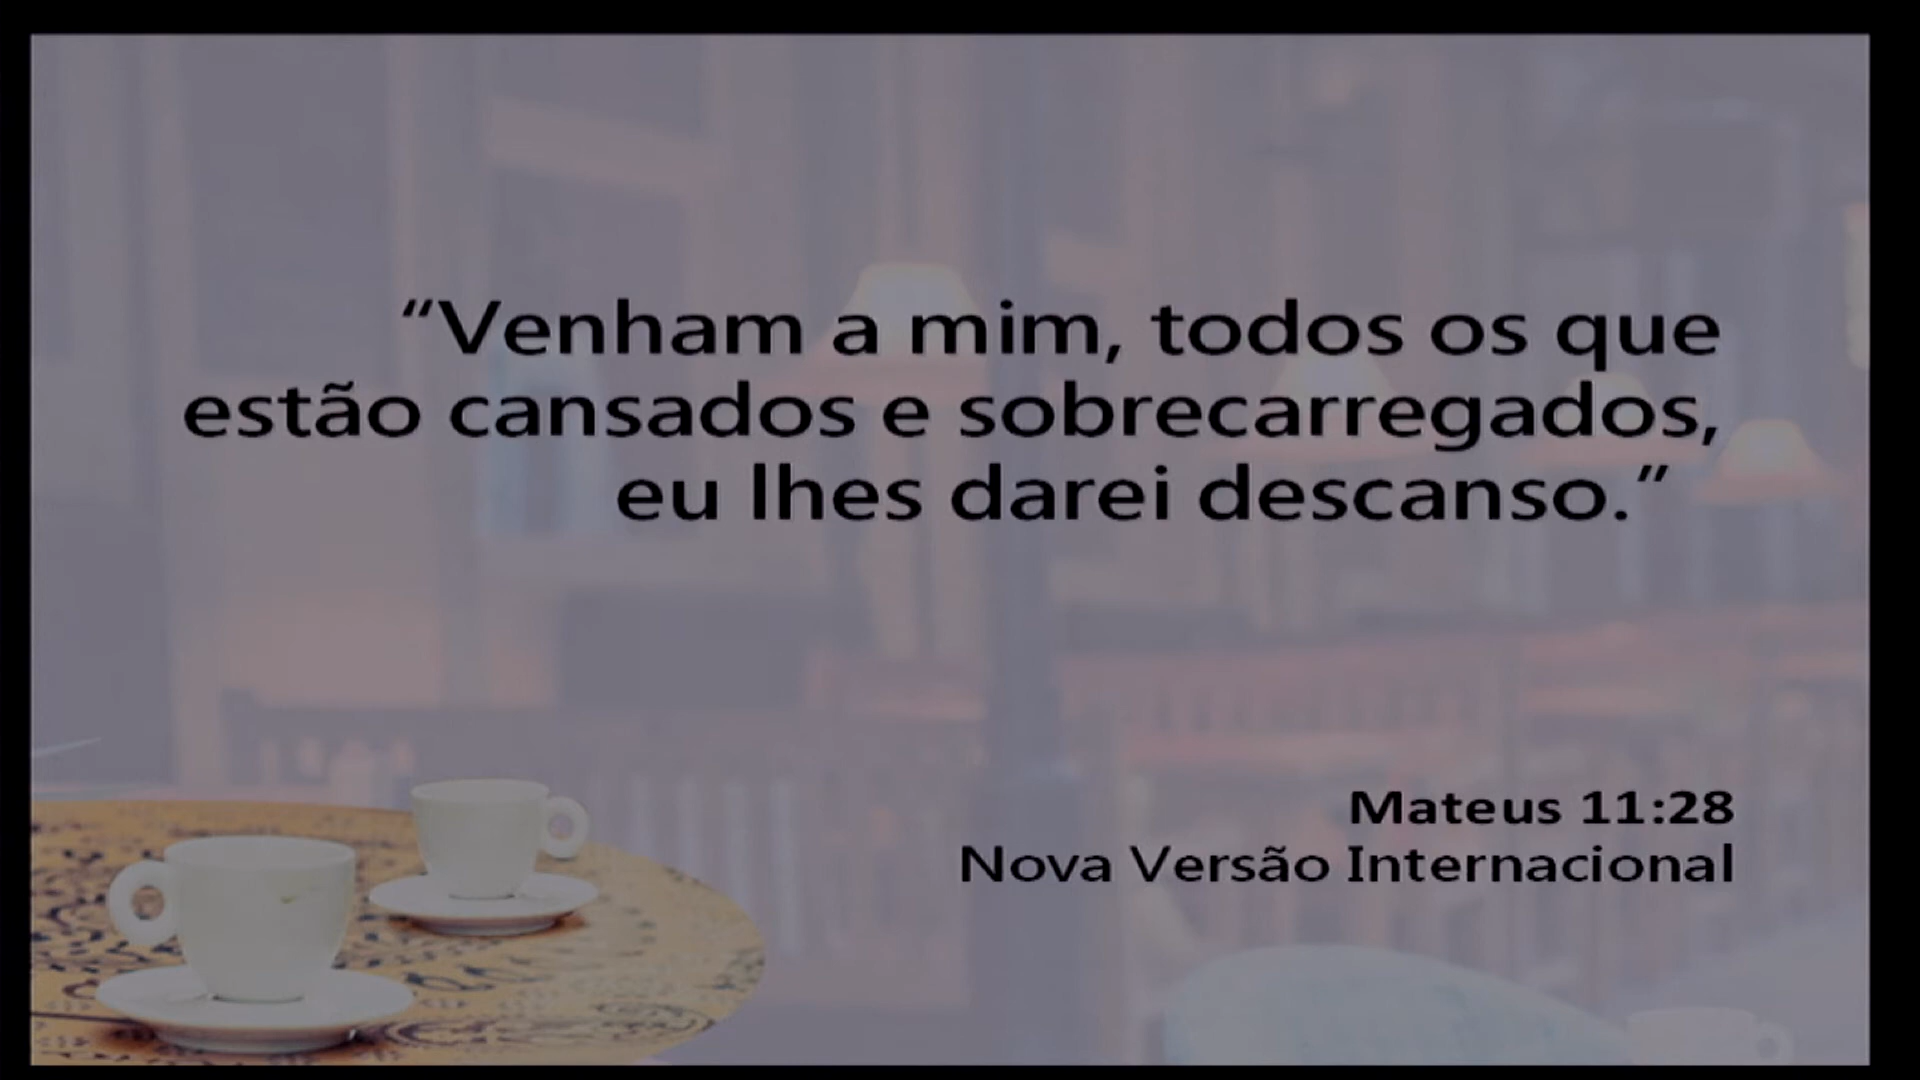 “Venham a mim, todos os que
estão cansados e sobrecarregados,
eu lhes darei descanso.”
Mateus 11:28
Nova Versão Internacional